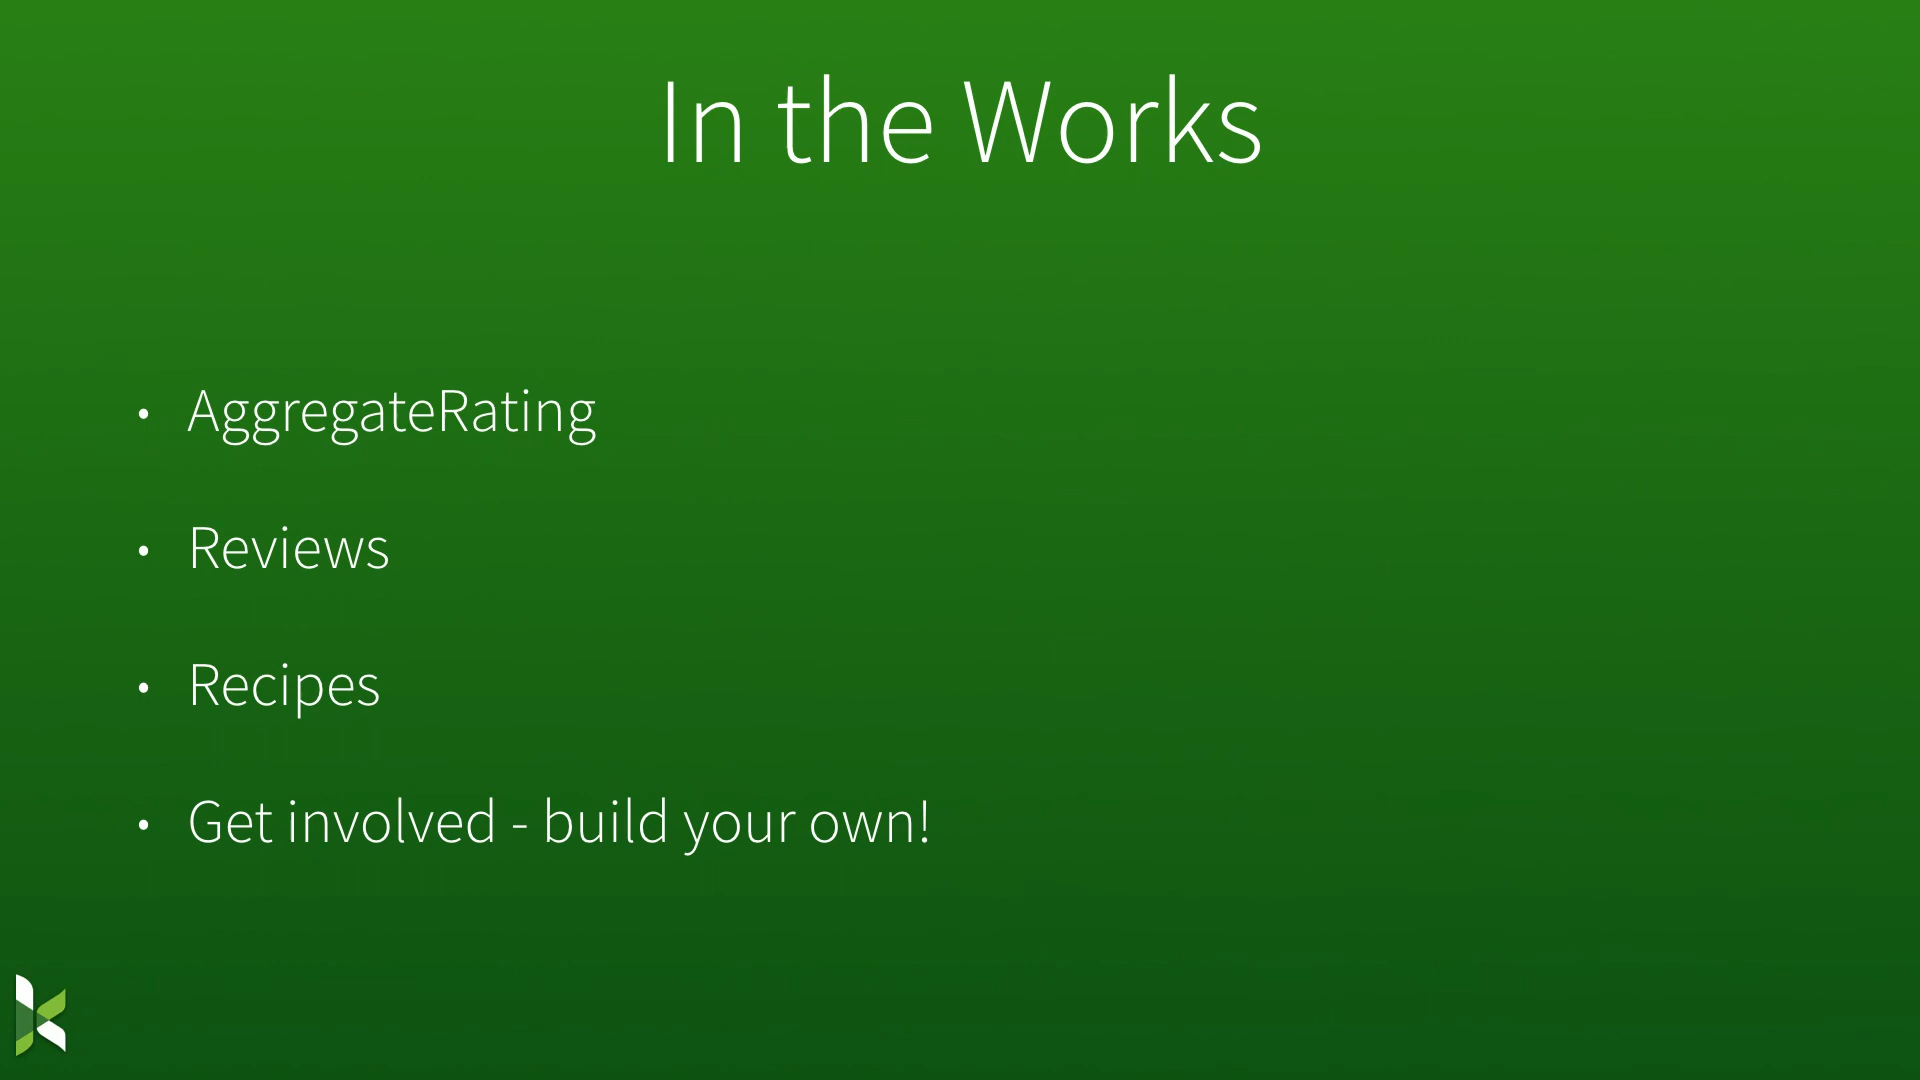 In the Works
• AggregateRating
• Reviews
• Recipes
• Get involved - build your own!